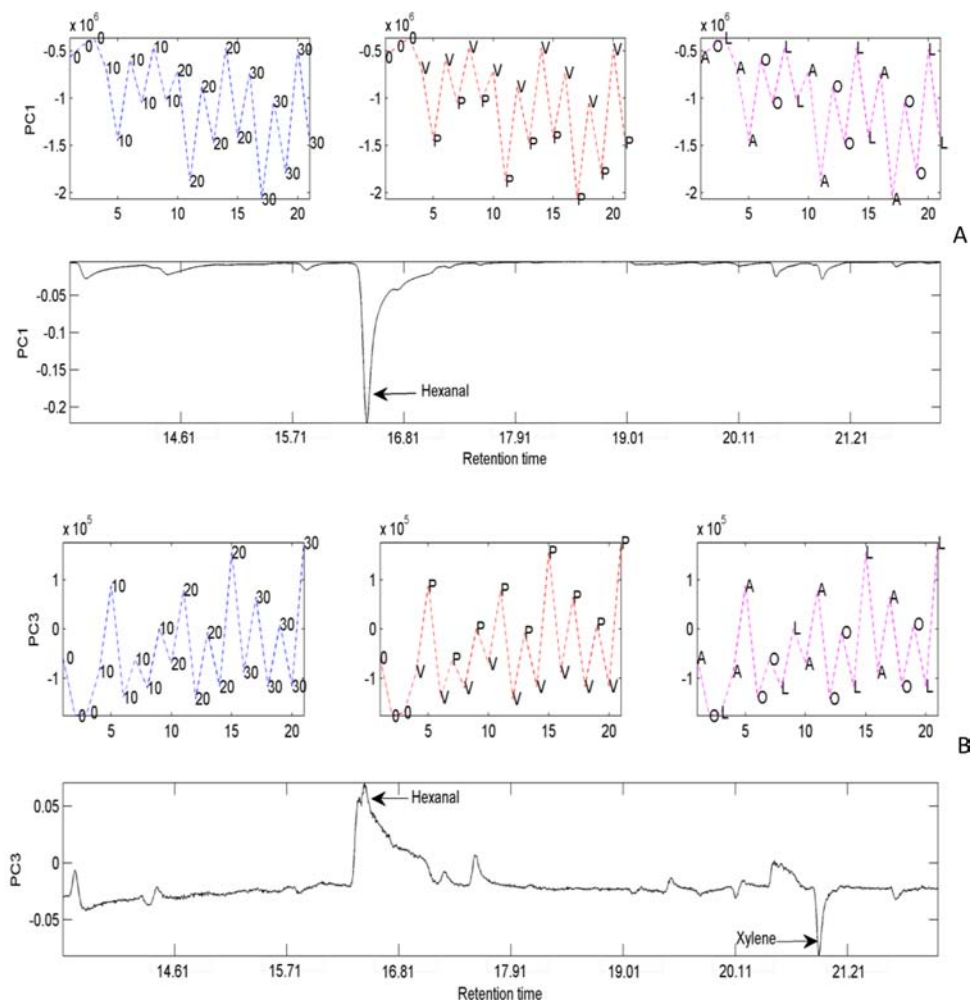 x 10^6
-0.5
-1
-1.5
-2
PC1
0 0 0 10 10 10 10 10 10 20 20 20 20 20 20 30 30 30 30 30 30
5 10 15 20
x 10^6
-0.5
-1
-1.5
-2
0 0 0 V P V P V P V P V P V P V P V P V P
5 10 15 20
x 10^6
-0.5
-1
-1.5
-2
A O L A A O O L L A A O O L L A A O O L L
5 10 15 20
A
PC1
-0.05
-0.1
-0.15
-0.2
Hexanal
14.61 15.71 16.81 17.91 19.01 20.11 21.21
Retention time
x 10^5
1
0
-1
PC3
0 0 0 10 10 10 10 10 10 20 20 20 20 20 20 30 30 30 30 30 30
5 10 15 20
x 10^5
1
0
-1
0 0 0 V P V P V P V P V P V P V P V P V P
5 10 15 20
x 10^5
1
0
-1
A O L A A O O L L A A O O L L A A O O L L
5 10 15 20
B
PC3
0.05
0
-0.05
Hexanal
Xylene
14.61 15.71 16.81 17.91 19.01 20.11 21.21
Retention time